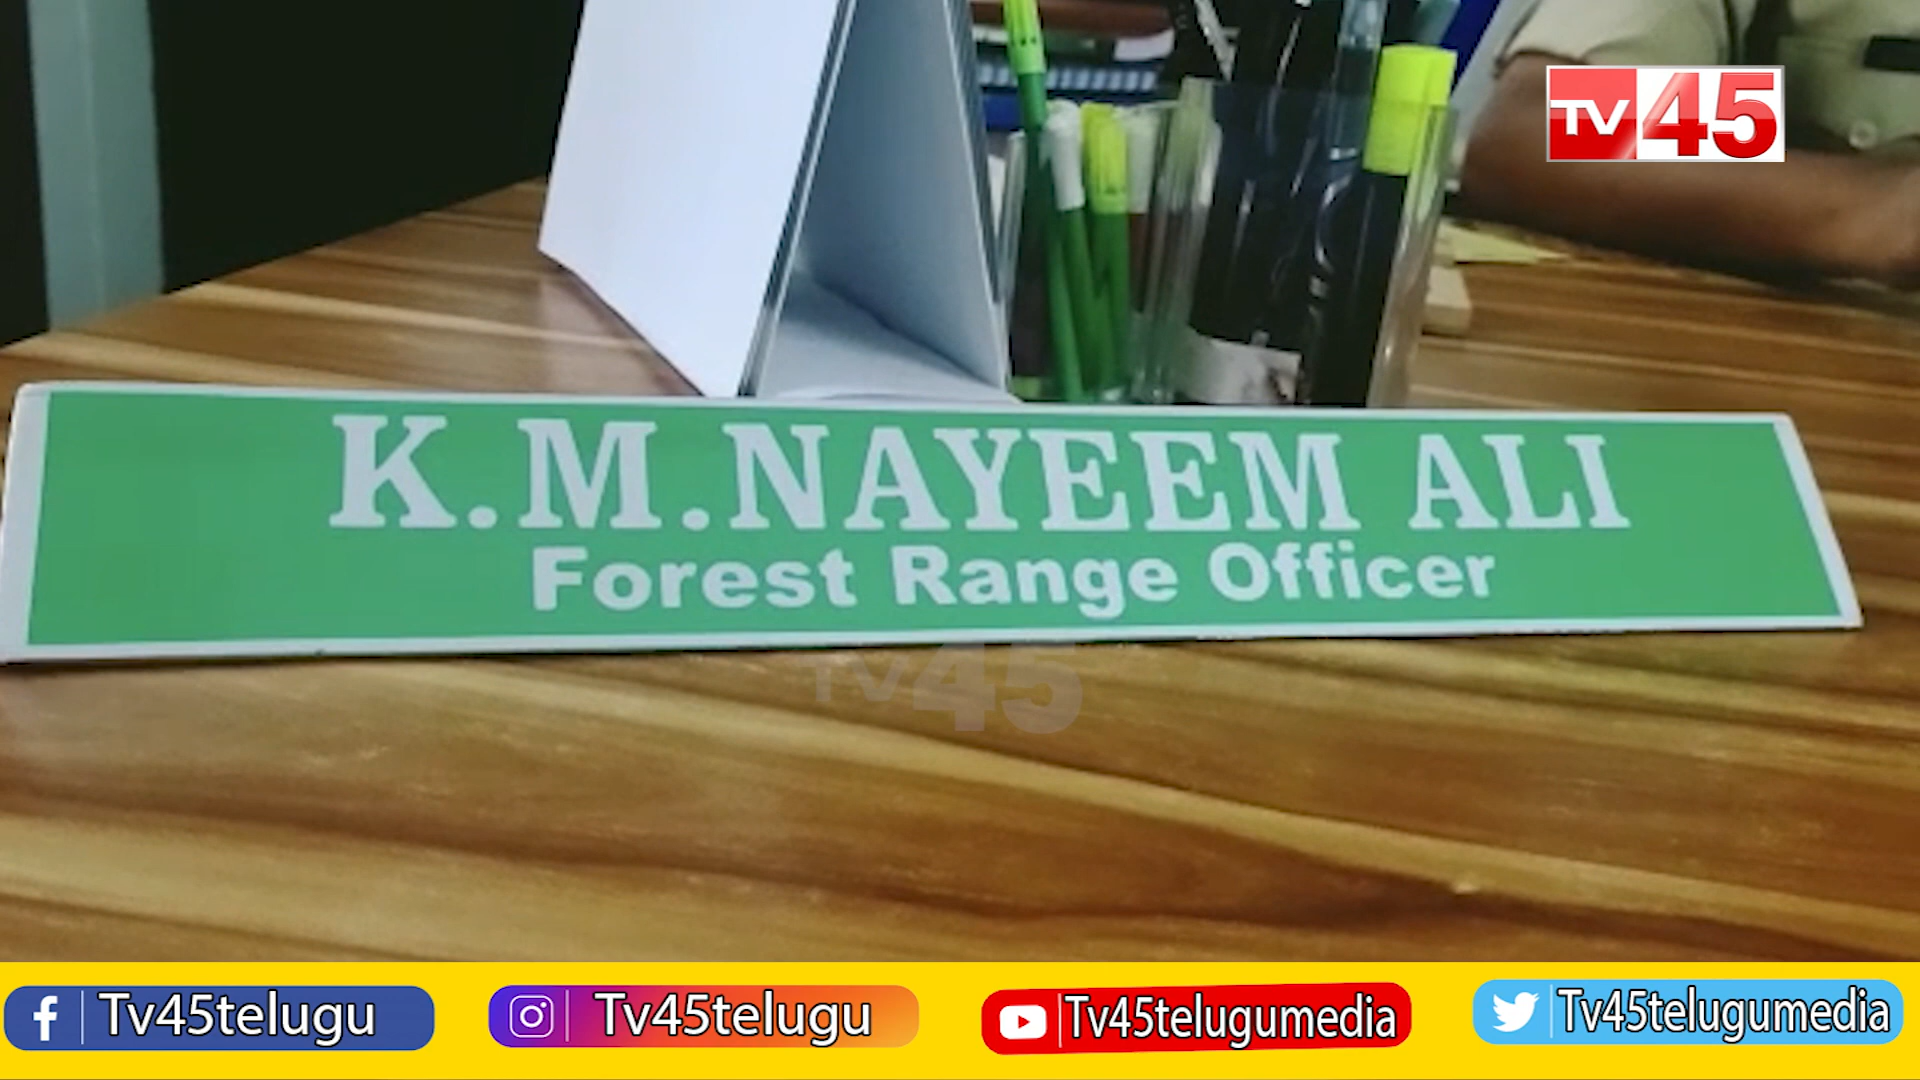 TV45
K.M.NAYEEM ALI
Forest Range Officer
TV45
Tv45telugu
Tv45telugu
Tv45telugumedia
Tv45telugumedia